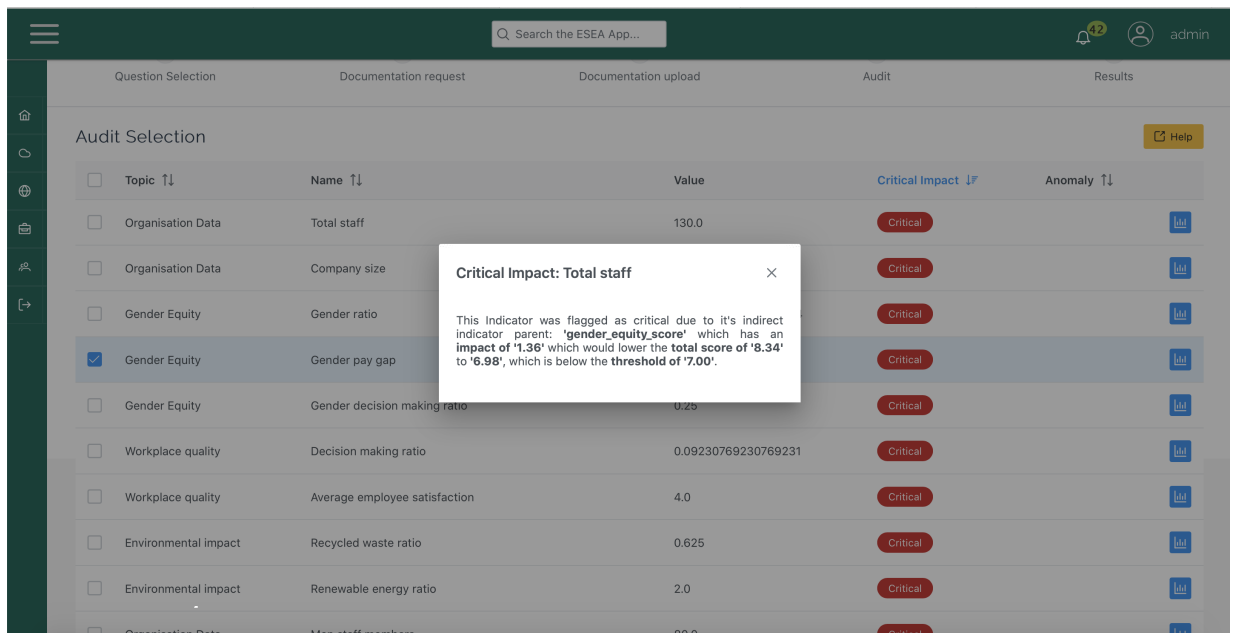 Search the ESEA App...
42
admin
Question Selection Documentation request Documentation upload Audit Results
Audit Selection
Help
Topic Name Value Critical Impact Anomaly
Organisation Data Total staff 130.0 Critical
Organisation Data Company size Critical
Gender Equity Gender ratio Critical
Gender Equity Gender pay gap Critical
Gender Equity Gender decision making ratio 0.25 Critical
Workplace quality Decision making ratio 0.09230769230769231 Critical
Workplace quality Average employee satisfaction 4.0 Critical
Environmental impact Recycled waste ratio 0.625 Critical
Environmental impact Renewable energy ratio 2.0 Critical
Organisation Data Men staff members Critical
Critical Impact: Total staff
This Indicator was flagged as critical due to it's indirect
indicator parent: 'gender_equity_score' which has an
impact of '1.36' which would lower the total score of '8.34'
to '6.98', which is below the threshold of '7.00'.